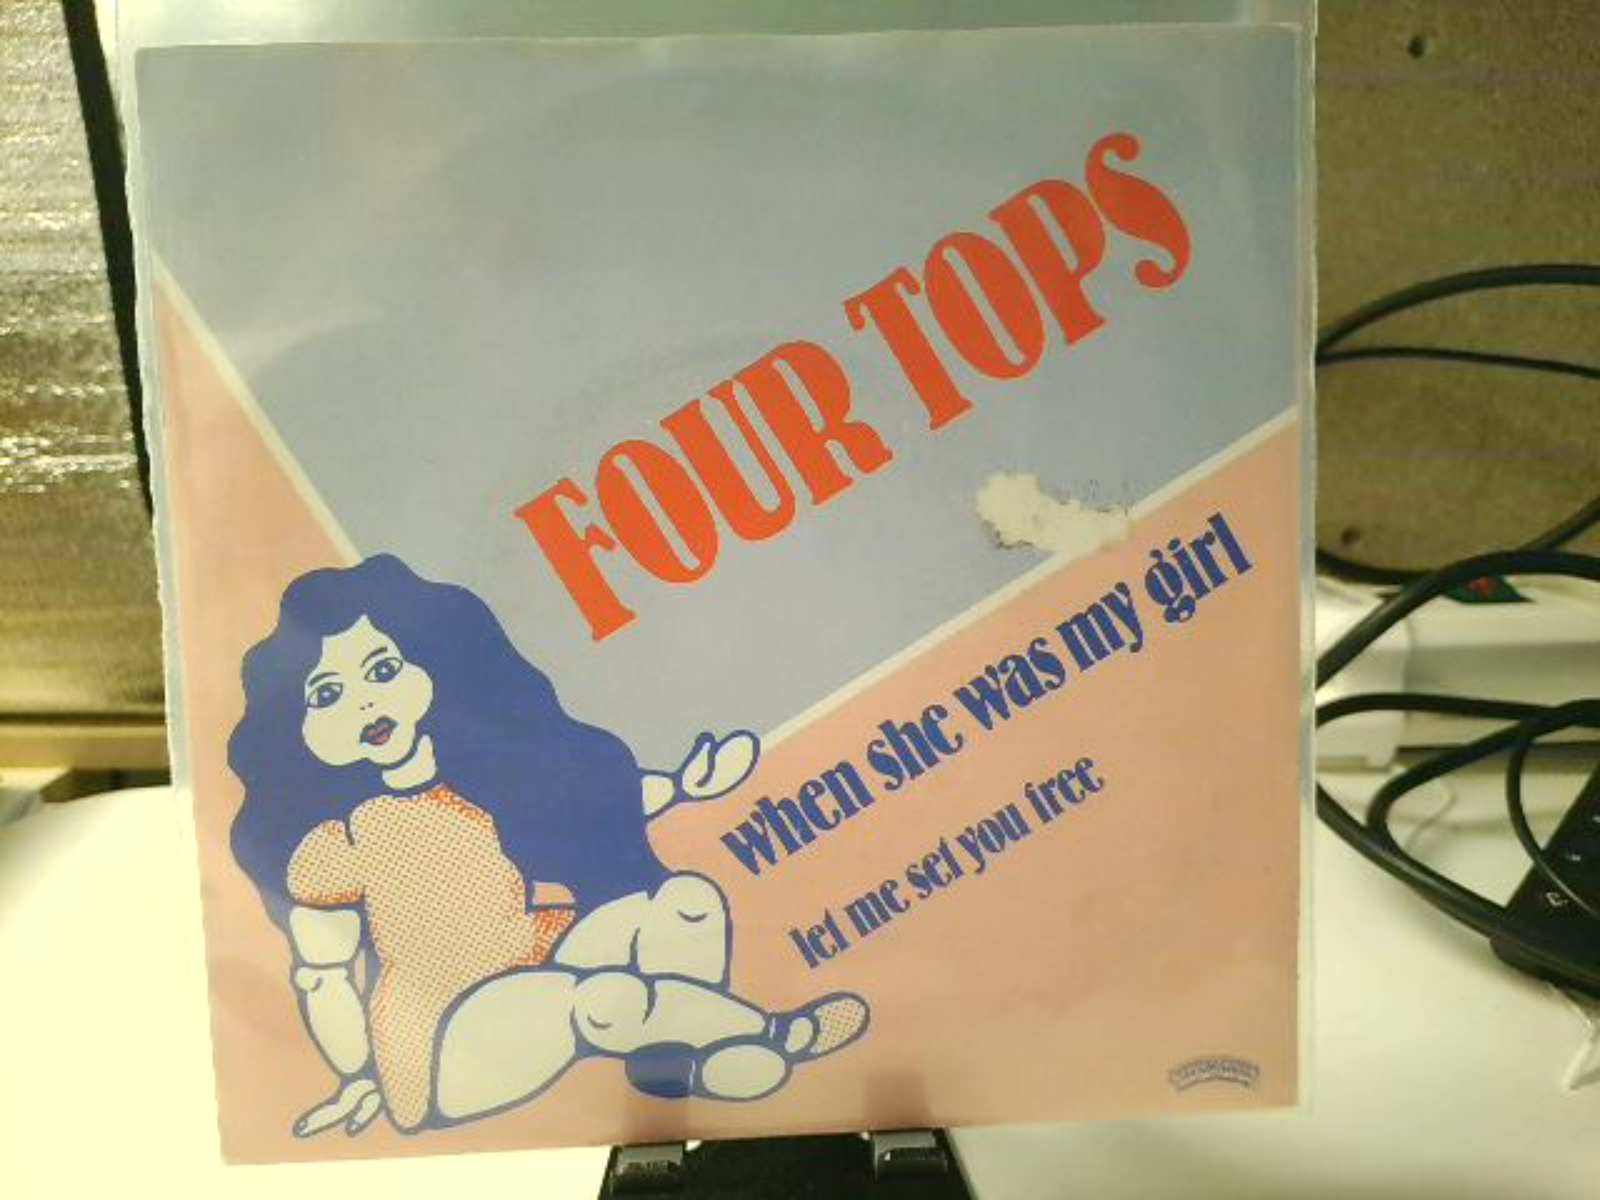 FOUR TOPS
when she was my girl
let me set you free